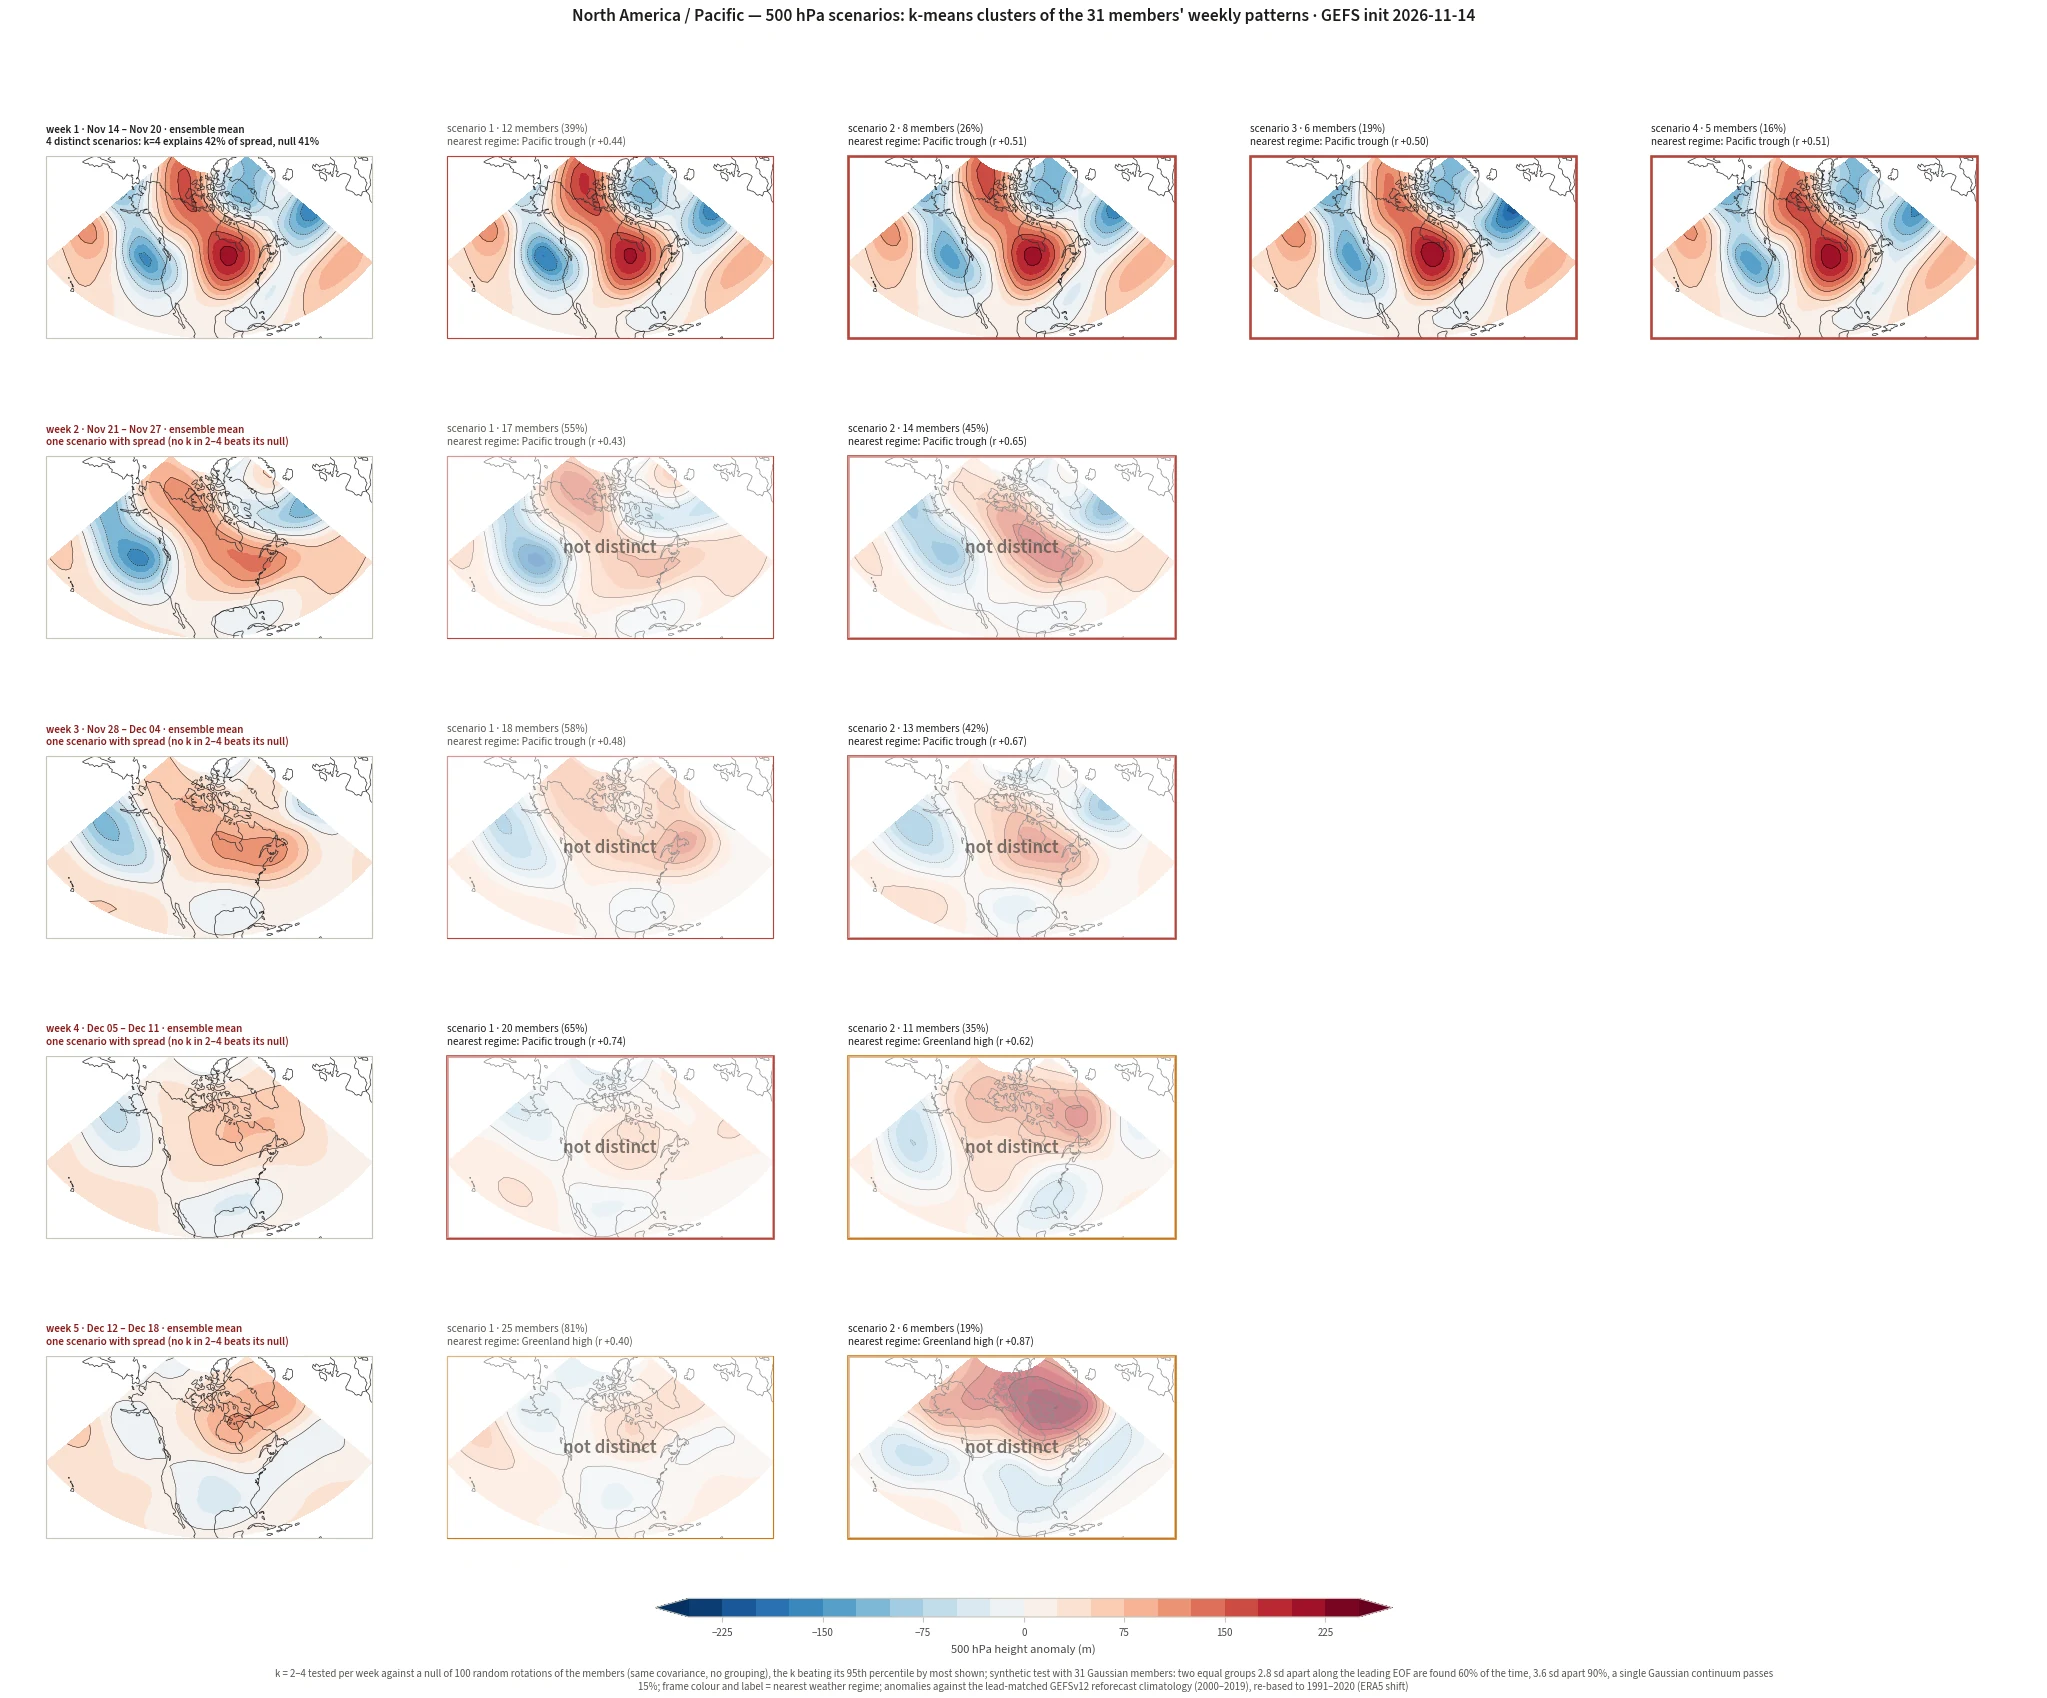 North America / Pacific — 500 hPa scenarios: k-means clusters of the 31 members' weekly patterns · GEFS init 2026-11-14
week 1 · Nov 14 – Nov 20 · ensemble mean
4 distinct scenarios: k=4 explains 42% of spread, null 41%
scenario 1 · 12 members (39%)
nearest regime: Pacific trough (r +0.44)
scenario 2 · 8 members (26%)
nearest regime: Pacific trough (r +0.51)
scenario 3 · 6 members (19%)
nearest regime: Pacific trough (r +0.50)
scenario 4 · 5 members (16%)
nearest regime: Pacific trough (r +0.51)
week 2 · Nov 21 – Nov 27 · ensemble mean
one scenario with spread (no k in 2–4 beats its null)
scenario 1 · 17 members (55%)
nearest regime: Pacific trough (r +0.43)
not distinct
scenario 2 · 14 members (45%)
nearest regime: Pacific trough (r +0.65)
not distinct
week 3 · Nov 28 – Dec 04 · ensemble mean
one scenario with spread (no k in 2–4 beats its null)
scenario 1 · 18 members (58%)
nearest regime: Pacific trough (r +0.48)
not distinct
scenario 2 · 13 members (42%)
nearest regime: Pacific trough (r +0.67)
not distinct
week 4 · Dec 05 – Dec 11 · ensemble mean
one scenario with spread (no k in 2–4 beats its null)
scenario 1 · 20 members (65%)
nearest regime: Pacific trough (r +0.74)
not distinct
scenario 2 · 11 members (35%)
nearest regime: Greenland high (r +0.62)
not distinct
week 5 · Dec 12 – Dec 18 · ensemble mean
one scenario with spread (no k in 2–4 beats its null)
scenario 1 · 25 members (81%)
nearest regime: Greenland high (r +0.40)
not distinct
scenario 2 · 6 members (19%)
nearest regime: Greenland high (r +0.87)
not distinct
−225 −150 −75 0 75 150 225
500 hPa height anomaly (m)
k = 2–4 tested per week against a null of 100 random rotations of the members (same covariance, no grouping), the k beating its 95th percentile by most shown; synthetic test with 31 Gaussian members: two equal groups 2.8 sd apart along the leading EOF are found 60% of the time, 3.6 sd apart 90%, a single Gaussian continuum passes
15%; frame colour and label = nearest weather regime; anomalies against the lead-matched GEFSv12 reforecast climatology (2000–2019), re-based to 1991–2020 (ERA5 shift)